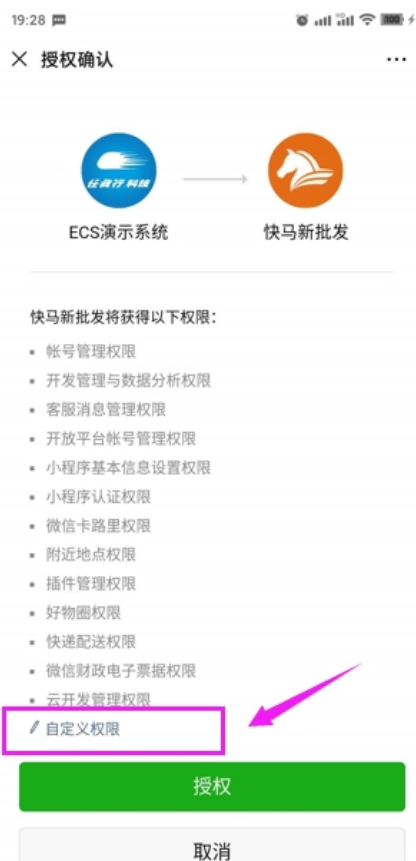 19:28
授权确认
任我行科技
ECS演示系统
快马新批发
快马新批发将获得以下权限：
帐号管理权限
开发管理与数据分析权限
客服消息管理权限
开放平台帐号管理权限
小程序基本信息设置权限
小程序认证权限
微信卡路里权限
附近地点权限
插件管理权限
好物圈权限
快递配送权限
微信财政电子票据权限
云开发管理权限
自定义权限
授权
取消